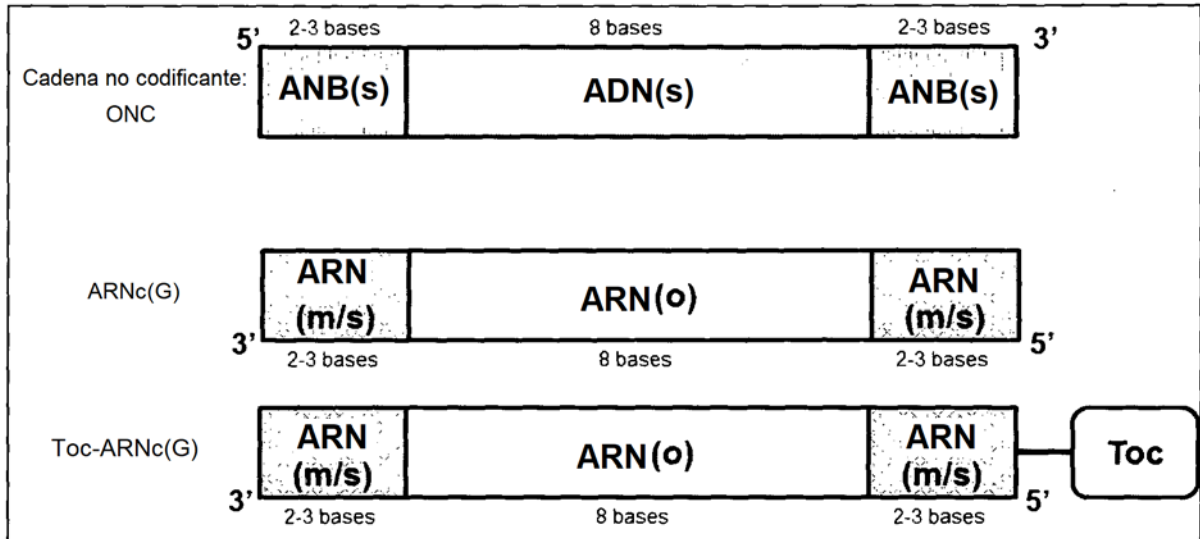 2-3 bases 8 bases 2-3 bases
5’ 3’
Cadena no codificante:
ONC
ANB(s) ADN(s) ANB(s)
ARNc(G)
ARN
(m/s)
ARN(o)
ARN
(m/s)
3’ 5’
2-3 bases 8 bases 2-3 bases
Toc-ARNc(G)
ARN
(m/s)
ARN(o)
ARN
(m/s)
Toc
3’ 5’
2-3 bases 8 bases 2-3 bases